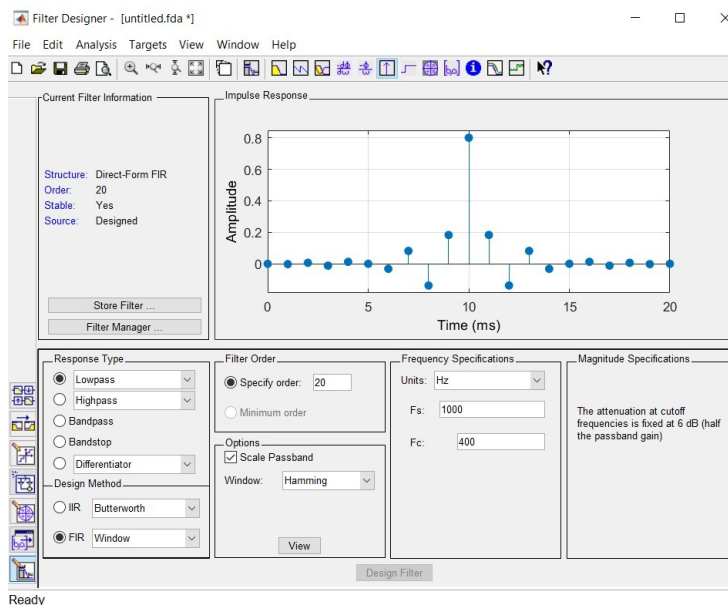 Filter Designer - [untitled.fda *]
File Edit Analysis Targets View Window Help
Current Filter Information
Structure: Direct-Form FIR
Order: 20
Stable: Yes
Source: Designed
Store Filter ...
Filter Manager ...
Impulse Response
Amplitude
0.8
0.6
0.4
0.2
0
0 5 10 15 20
Time (ms)
Response Type
Lowpass
Highpass
Bandpass
Bandstop
Differentiator
Design Method
IIR Butterworth
FIR Window
Filter Order
Specify order: 20
Minimum order
Options
Scale Passband
Window: Hamming
View
Frequency Specifications
Units: Hz
Fs: 1000
Fc: 400
Magnitude Specifications
The attenuation at cutoff
frequencies is fixed at 6 dB (half
the passband gain)
Design Filter
Ready